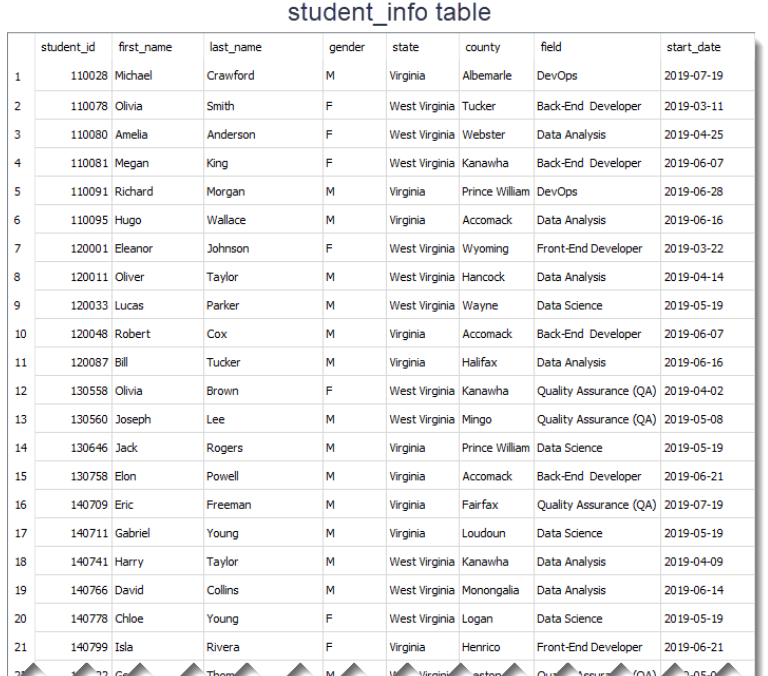 student_info table
student_id first_name last_name gender state county field start_date
1 110028 Michael Crawford M Virginia Albemarle DevOps 2019-07-19
2 110078 Olivia Smith F West Virginia Tucker Back-End Developer 2019-03-11
3 110080 Amelia Anderson F West Virginia Webster Data Analysis 2019-04-25
4 110081 Megan King F West Virginia Kanawha Back-End Developer 2019-06-07
5 110091 Richard Morgan M Virginia Prince William DevOps 2019-06-28
6 110095 Hugo Wallace M Virginia Accomack Data Analysis 2019-06-16
7 120001 Eleanor Johnson F West Virginia Wyoming Front-End Developer 2019-03-22
8 120011 Oliver Taylor M West Virginia Hancock Data Analysis 2019-04-14
9 120033 Lucas Parker M West Virginia Wayne Data Science 2019-05-19
10 120048 Robert Cox M Virginia Accomack Back-End Developer 2019-06-07
11 120087 Bill Tucker M Virginia Halifax Data Analysis 2019-06-16
12 130558 Olivia Brown F West Virginia Kanawha Quality Assurance (QA) 2019-04-02
13 130560 Joseph Lee M West Virginia Mingo Quality Assurance (QA) 2019-05-08
14 130646 Jack Rogers M Virginia Prince William Data Science 2019-05-19
15 130758 Elon Powell M Virginia Accomack Back-End Developer 2019-06-21
16 140709 Eric Freeman M Virginia Fairfax Quality Assurance (QA) 2019-07-19
17 140711 Gabriel Young M Virginia Loudoun Data Science 2019-05-19
18 140741 Harry Taylor M West Virginia Kanawha Data Analysis 2019-04-09
19 140766 David Collins M West Virginia Monongalia Data Analysis 2019-06-14
20 140778 Chloe Young F West Virginia Logan Data Science 2019-05-19
21 140799 Isla Rivera F Virginia Henrico Front-End Developer 2019-06-21